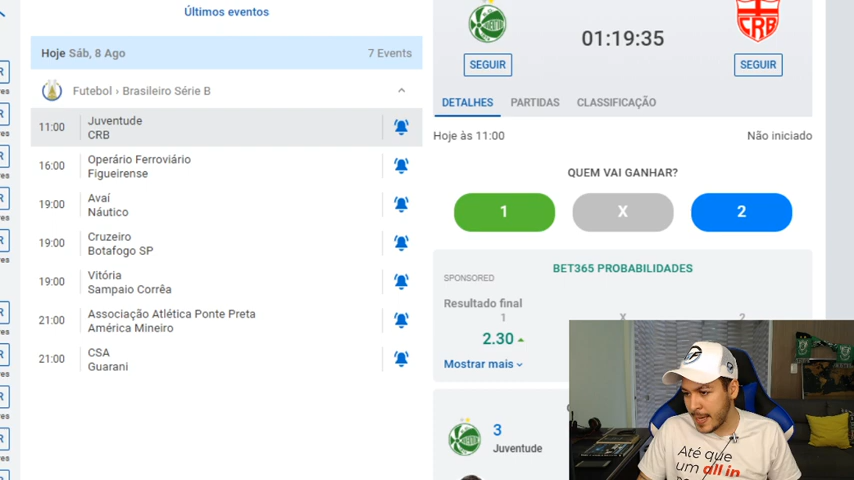 Últimos eventos
Hoje Sáb, 8 Ago
7 Events
Futebol › Brasileiro Série B
11:00
Juventude
CRB
16:00
Operário Ferroviário
Figueirense
19:00
Avaí
Náutico
19:00
Cruzeiro
Botafogo SP
19:00
Vitória
Sampaio Corrêa
21:00
Associação Atlética Ponte Preta
América Mineiro
21:00
CSA
Guarani
CRB
01:19:35
SEGUIR
SEGUIR
DETALHES
PARTIDAS
CLASSIFICAÇÃO
Hoje às 11:00
Não iniciado
QUEM VAI GANHAR?
1
X
2
BET365 PROBABILIDADES
SPONSORED
Resultado final
1
X
2
2.30
Mostrar mais
3
Juventude
Até que
um all in